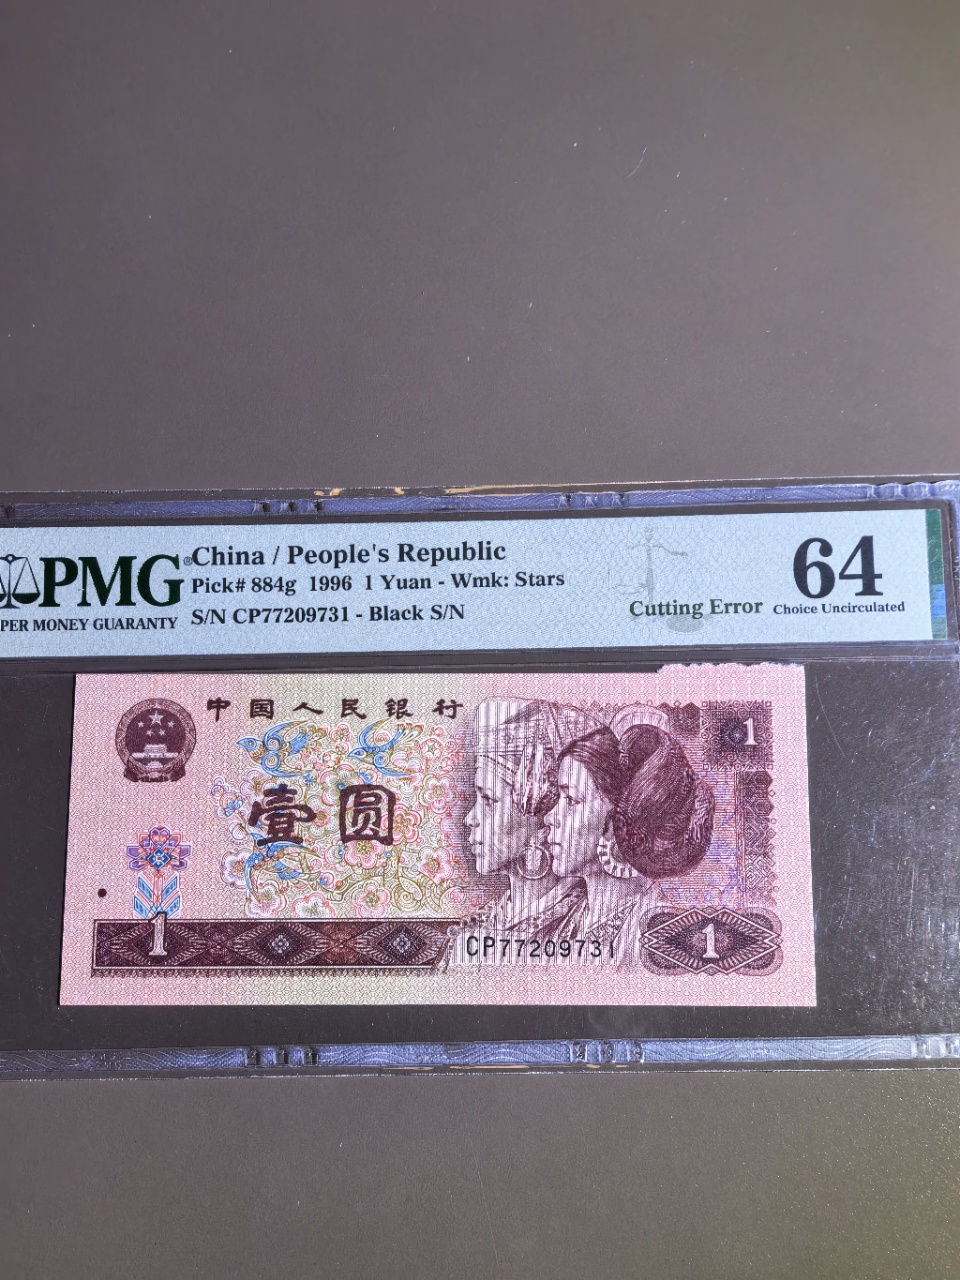 PMG®
PER MONEY GUARANTY
China / People's Republic
Pick# 884g 1996 1 Yuan - Wmk: Stars
S/N CP77209731 - Black S/N
Cutting Error
64
Choice Uncirculated
中国人民银行
1
壹圆
1
CP77209731
1